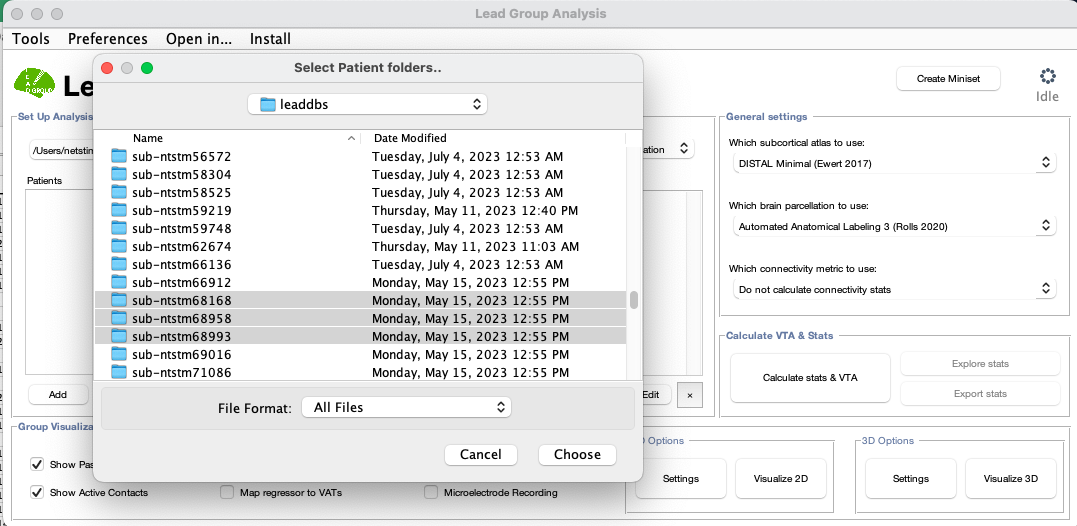 Lead Group Analysis
Tools Preferences Open in... Install
Select Patient folders..
Le
Create Miniset
Idle
leaddbs
Set Up Analysis
/Users/netstin
Patients
Add
Name Date Modified
sub-ntstm56572 Tuesday, July 4, 2023 12:53 AM
sub-ntstm58304 Tuesday, July 4, 2023 12:53 AM
sub-ntstm58525 Tuesday, July 4, 2023 12:53 AM
sub-ntstm59219 Thursday, May 11, 2023 12:40 PM
sub-ntstm59748 Tuesday, July 4, 2023 12:53 AM
sub-ntstm62674 Thursday, May 11, 2023 11:03 AM
sub-ntstm66136 Tuesday, July 4, 2023 12:53 AM
sub-ntstm66912 Monday, May 15, 2023 12:55 PM
sub-ntstm68168 Monday, May 15, 2023 12:55 PM
sub-ntstm68958 Monday, May 15, 2023 12:55 PM
sub-ntstm68993 Monday, May 15, 2023 12:55 PM
sub-ntstm69016 Monday, May 15, 2023 12:55 PM
sub-ntstm71086 Monday, May 15, 2023 12:55 PM
File Format: All Files
Cancel Choose
ation
Edit ×
General settings
Which subcortical atlas to use:
DISTAL Minimal (Ewert 2017)
Which brain parcellation to use:
Automated Anatomical Labeling 3 (Rolls 2020)
Which connectivity metric to use:
Do not calculate connectivity stats
Calculate VTA & Stats
Calculate stats & VTA
Explore stats
Export stats
Group Visualiza
Show Pas
Show Active Contacts
Map regressor to VATs
Microelectrode Recording
Options
Settings Visualize 2D
3D Options
Settings Visualize 3D